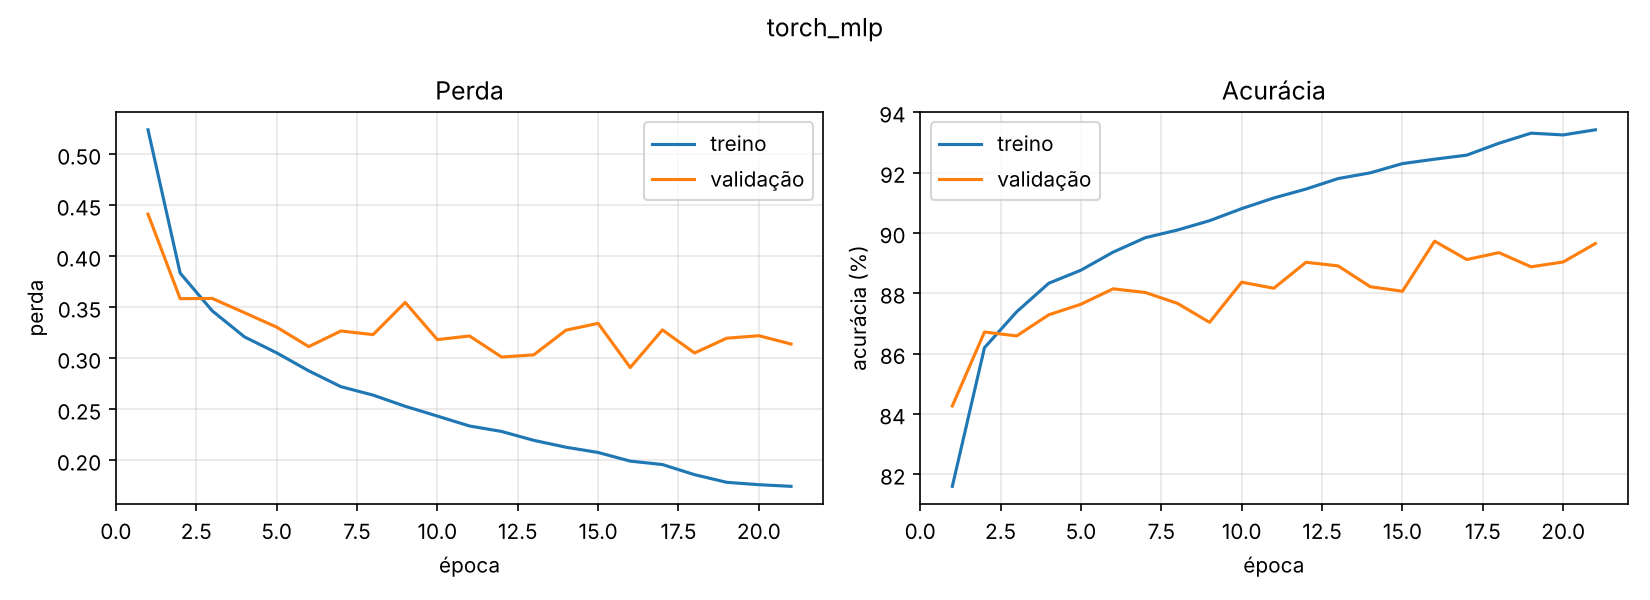 torch_mlp
Perda
perda
0.50
0.45
0.40
0.35
0.30
0.25
0.20
treino
validação
0.0 2.5 5.0 7.5 10.0 12.5 15.0 17.5 20.0
época
Acurácia
acurácia (%)
94
92
90
88
86
84
82
treino
validação
0.0 2.5 5.0 7.5 10.0 12.5 15.0 17.5 20.0
época